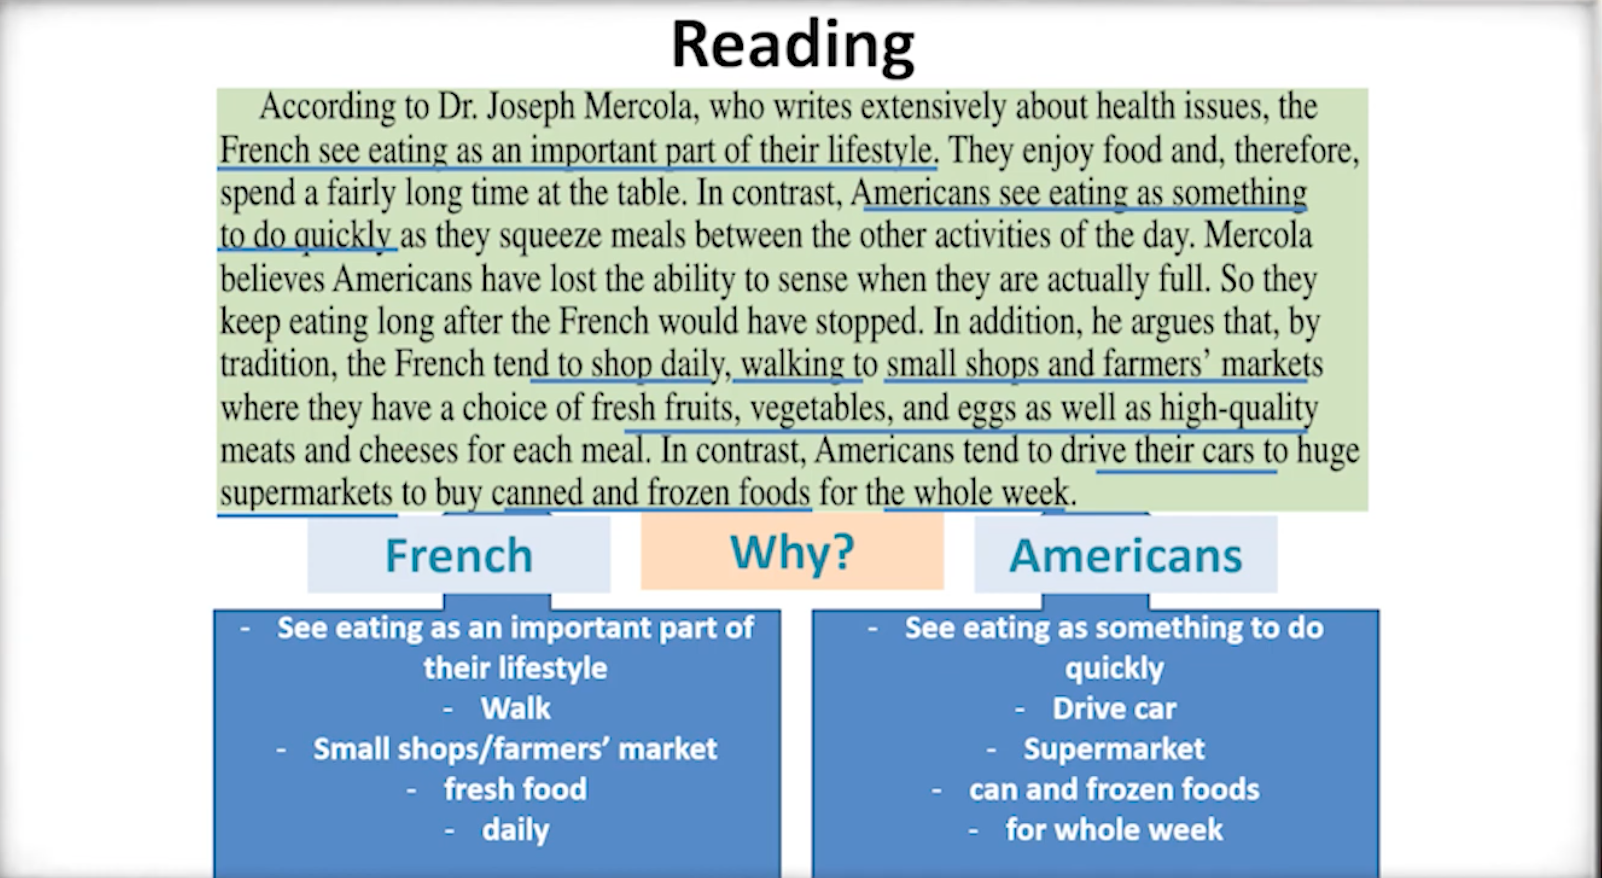 Reading
According to Dr. Joseph Mercola, who writes extensively about health issues, the
French see eating as an important part of their lifestyle. They enjoy food and, therefore,
spend a fairly long time at the table. In contrast, Americans see eating as something
to do quickly as they squeeze meals between the other activities of the day. Mercola
believes Americans have lost the ability to sense when they are actually full. So they
keep eating long after the French would have stopped. In addition, he argues that, by
tradition, the French tend to shop daily, walking to small shops and farmers' markets
where they have a choice of fresh fruits, vegetables, and eggs as well as high-quality
meats and cheeses for each meal. In contrast, Americans tend to drive their cars to huge
supermarkets to buy canned and frozen foods for the whole week.
French
Why?
Americans
- See eating as an important part of
their lifestyle
- Walk
- Small shops/farmers' market
- fresh food
- daily
- See eating as something to do
quickly
- Drive car
- Supermarket
- can and frozen foods
- for whole week